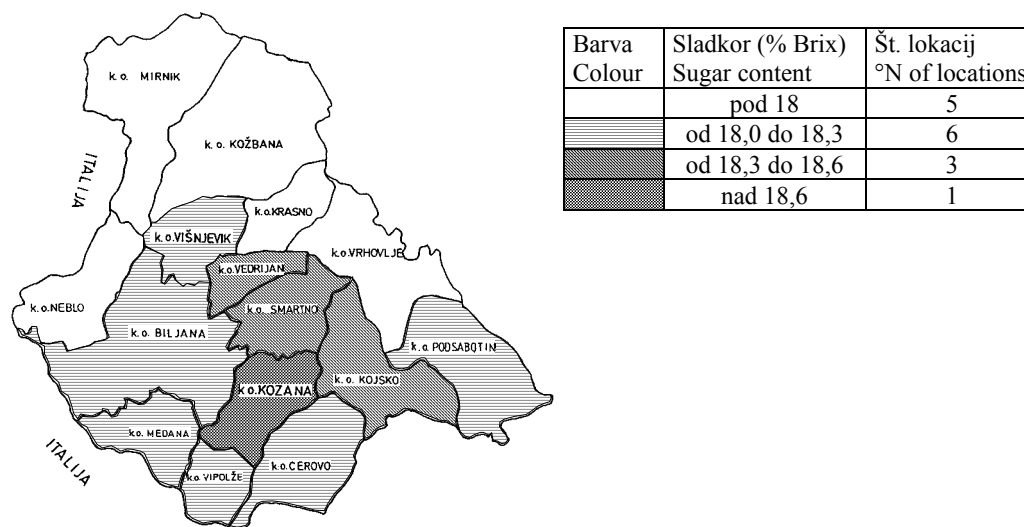 k. o. MIRNIK
k. o. KOŽBANA
ITALIJA
k.o.KRASNO
k.o.VIŠNJEVIK
k.o.VRHOVLJE
k.o.VEDRIJAN
k.o.NEBLO
k.o. SMARTNO
k.o. BILJANA
k.o. PODSABOTIN
k. o. KOJSKO
k.o.KOZANA
k.o. MEDANA
ITALIJA
k.o. CEROVO
k.o. VIPOLŽE
Barva Sladkor (% Brix) Št. lokacij
Colour Sugar content °N of locations
pod 18 5
od 18,0 do 18,3 6
od 18,3 do 18,6 3
nad 18,6 1